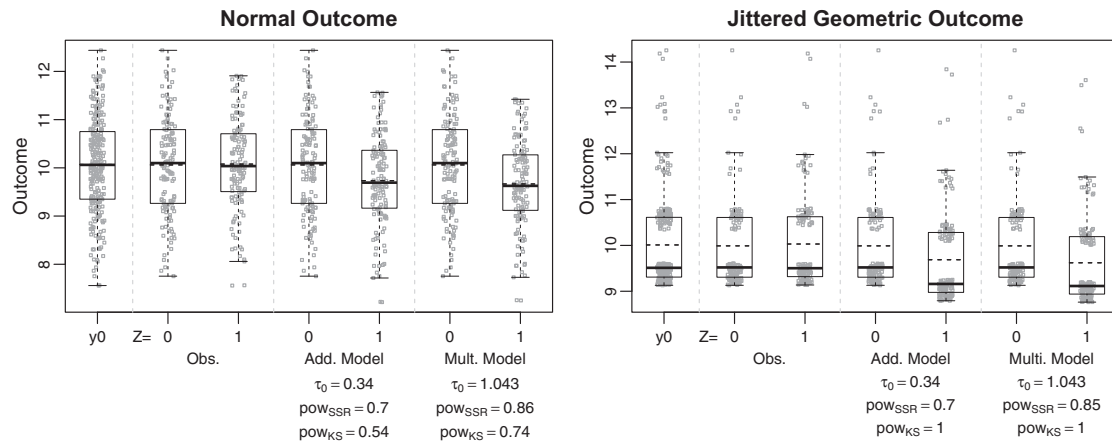 Normal Outcome
Outcome
12
11
10
9
8
y0 Z= 0 1 0 1 0 1
Obs. Add. Model Mult. Model
τ0 = 0.34 τ0 = 1.043
powSSR = 0.7 powSSR = 0.86
powKS = 0.54 powKS = 0.74
Jittered Geometric Outcome
Outcome
14
13
12
11
10
9
y0 Z= 0 1 0 1 0 1
Obs. Add. Model Multi. Model
τ0 = 0.34 τ0 = 1.043
powSSR = 0.7 powSSR = 0.85
powKS = 1 powKS = 1